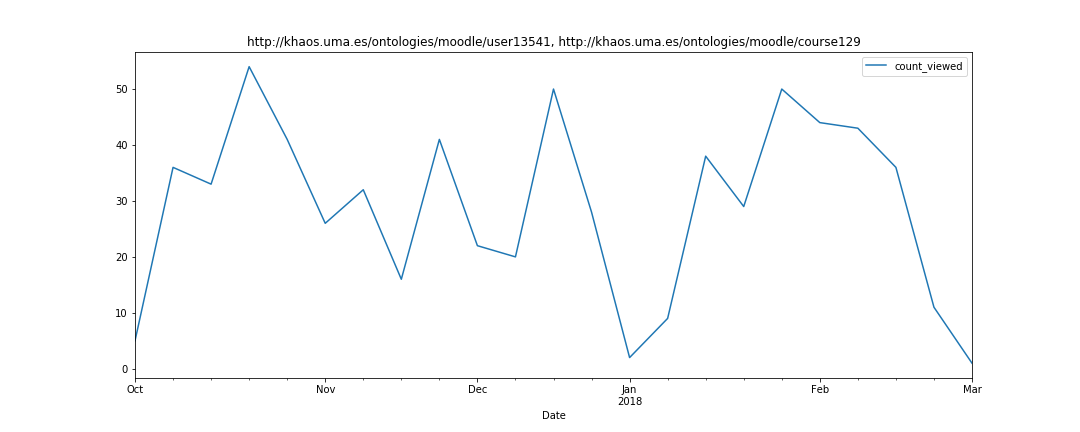 http://khaos.uma.es/ontologies/moodle/user13541, http://khaos.uma.es/ontologies/moodle/course129
count_viewed
50
40
30
20
10
0
Oct Nov Dec Jan Feb Mar
2018
Date